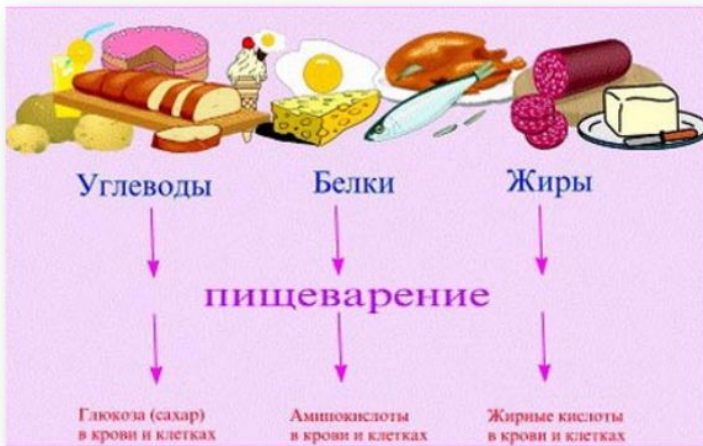 Углеводы Белки Жиры
пищеварение
Глюкоза (сахар) Аминокислоты Жирные кислоты
в крови и клетках в крови и клетках в крови и клетках